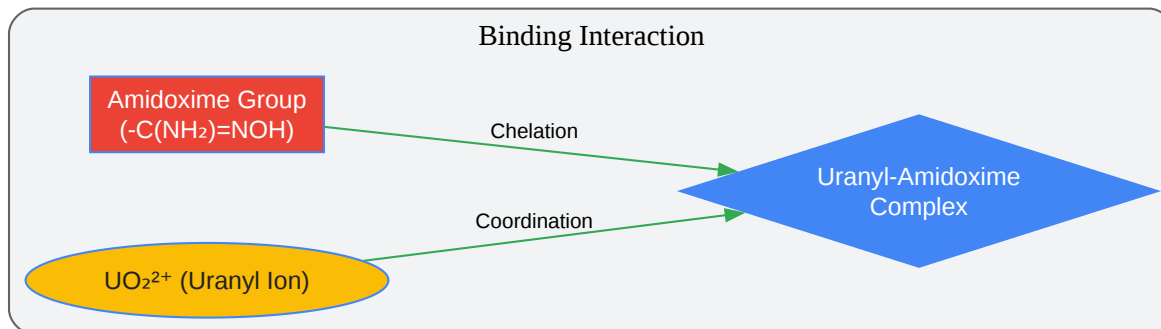 Binding Interaction
Amidoxime Group
(-C(NH₂)=NOH)
Chelation
Uranyl-Amidoxime
Complex
Coordination
UO₂²⁺ (Uranyl Ion)